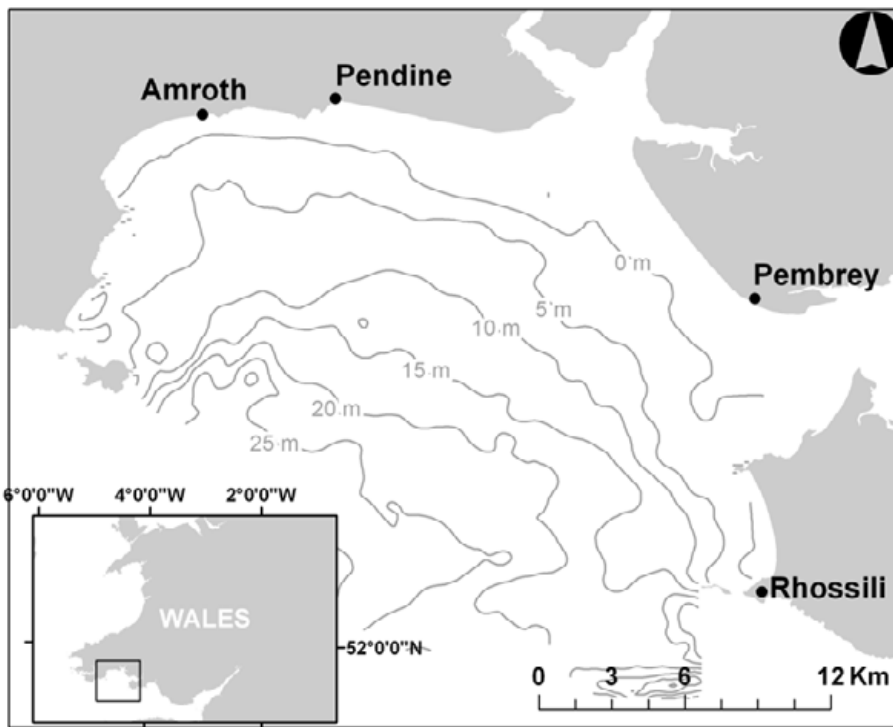 Pendine
Amroth
0 m
Pembrey
5 m
10 m
15 m
20 m
25 m
6°0'0"W 4°0'0"W 2°0'0"W
Rhossili
WALES
52°0'0"N
0 3 6 12 Km